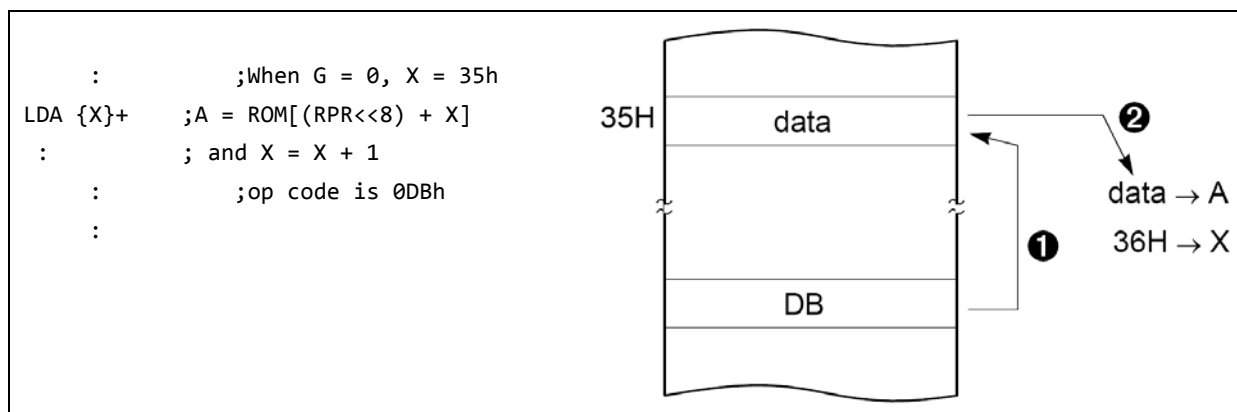 :            ;When G = 0, X = 35h
LDA {X}+     ;A = ROM[(RPR<<8) + X]
:          ; and X = X + 1
:            ;op code is 0DBh
:
35H
data
❷
data → A
36H → X
❶
DB